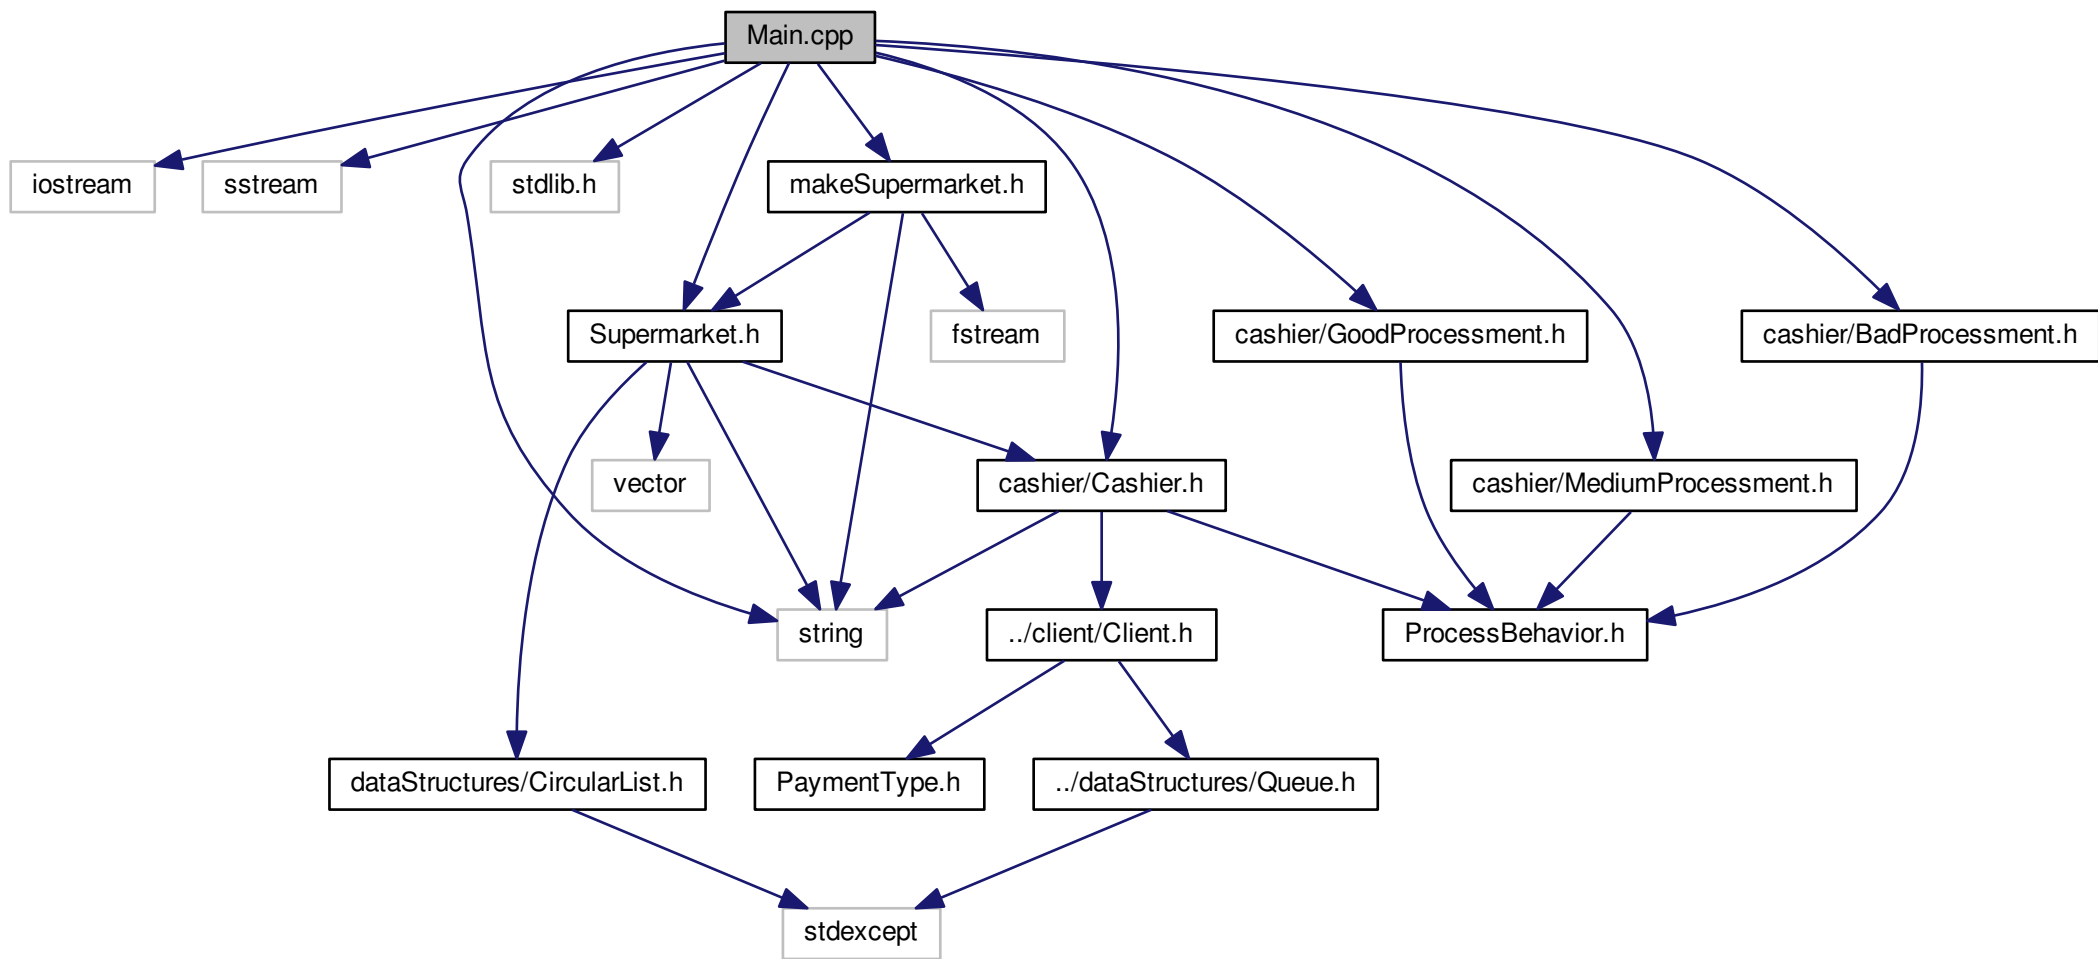 Main.cpp
iostream
sstream
stdlib.h
makeSupermarket.h
Supermarket.h
fstream
cashier/GoodProcessment.h
cashier/BadProcessment.h
vector
cashier/Cashier.h
cashier/MediumProcessment.h
string
../client/Client.h
ProcessBehavior.h
dataStructures/CircularList.h
PaymentType.h
../dataStructures/Queue.h
stdexcept